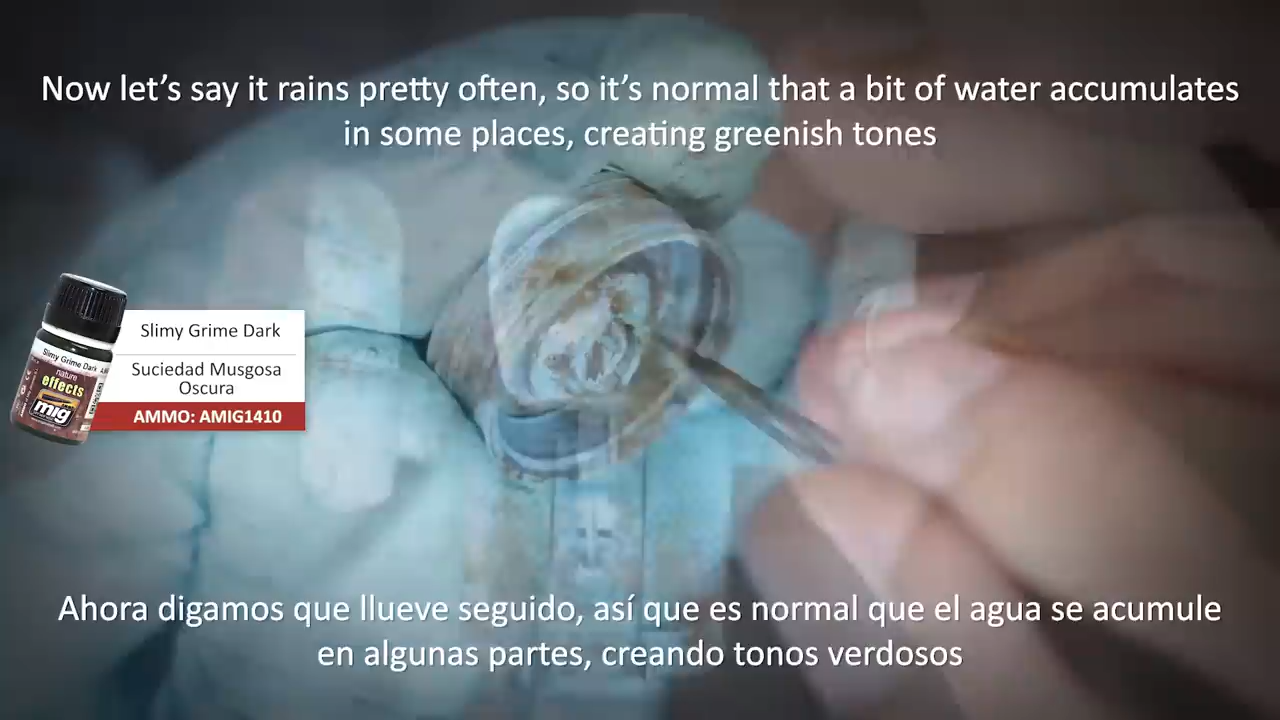 Now let’s say it rains pretty often, so it’s normal that a bit of water accumulates
in some places, creating greenish tones
Slimy Grime Dark
Suciedad Musgosa
Oscura
AMMO: AMIG1410
Slimy Grime Dark
nature
effects
mig
Ahora digamos que llueve seguido, así que es normal que el agua se acumule
en algunas partes, creando tonos verdosos